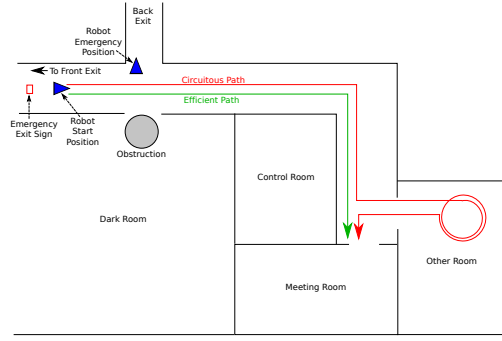 Back
Exit
Robot
Emergency
Position
To Front Exit
Circuitous Path
Efficient Path
Emergency
Exit Sign
Robot
Start
Position
Obstruction
Control Room
Dark Room
Other Room
Meeting Room